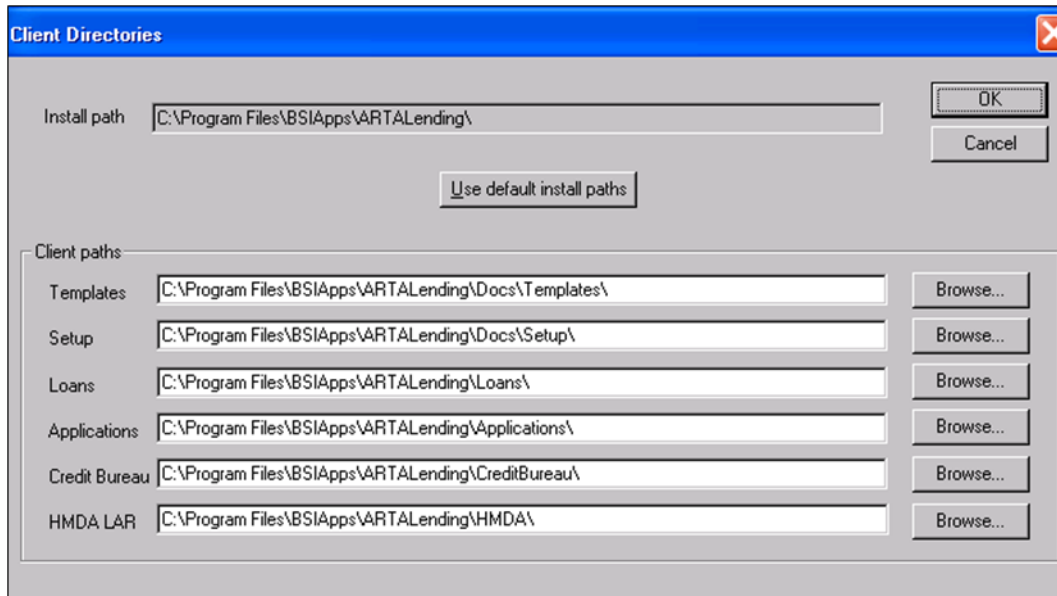 Client Directories
Install path C:\Program Files\BSIApps\ARTALending\ OK
Cancel
Use default install paths
Client paths
Templates C:\Program Files\BSIApps\ARTALending\Docs\Templates\ Browse...
Setup C:\Program Files\BSIApps\ARTALending\Docs\Setup\ Browse...
Loans C:\Program Files\BSIApps\ARTALending\Loans\ Browse...
Applications C:\Program Files\BSIApps\ARTALending\Applications\ Browse...
Credit Bureau C:\Program Files\BSIApps\ARTALending\CreditBureau\ Browse...
HMDA LAR C:\Program Files\BSIApps\ARTALending\HMDA\ Browse...